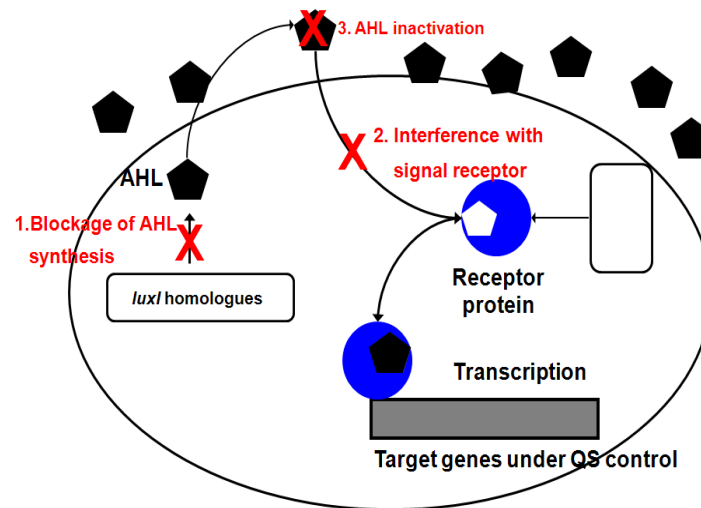 3. AHL inactivation
2. Interference with
signal receptor
AHL
1.Blockage of AHL
synthesis
luxI homologues
Receptor
protein
Transcription
Target genes under QS control